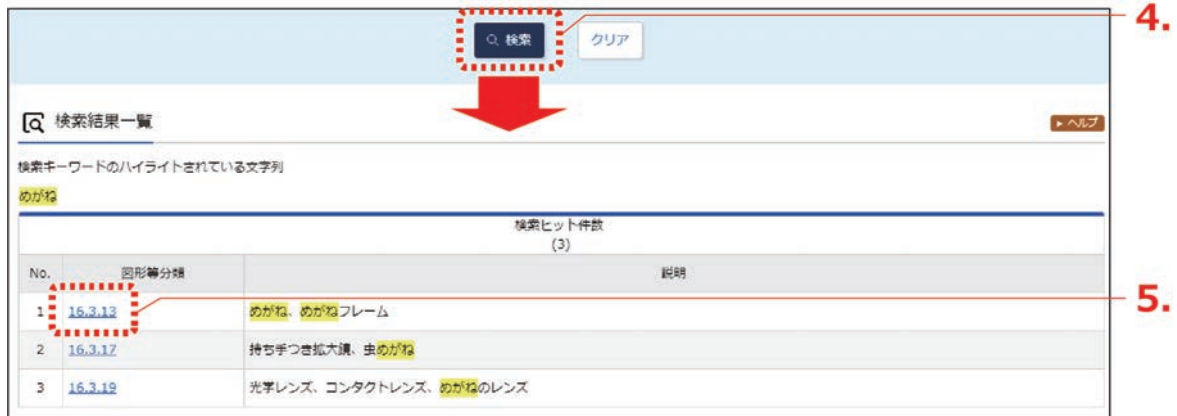 検索 クリア 4.
検索結果一覧 ヘルプ
検索キーワードのハイライトされている文字列
めがね
検索ヒット件数
(3)
No. 図形等分類 説明
1 16.3.13 めがね、めがねフレーム 5.
2 16.3.17 持ち手つき拡大鏡、虫めがね
3 16.3.19 光学レンズ、コンタクトレンズ、めがねのレンズ